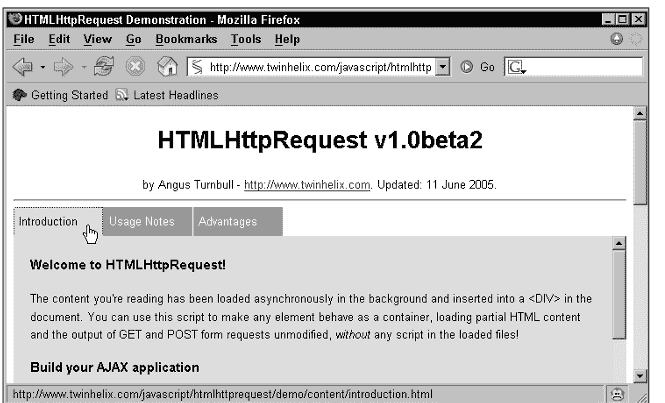 HTMLHttpRequest Demonstration - Mozilla Firefox
File Edit View Go Bookmarks Tools Help
http://www.twinhelix.com/javascript/htmlhttp Go G
Getting Started Latest Headlines
HTMLHttpRequest v1.0beta2
by Angus Turnbull - http://www.twinhelix.com. Updated: 11 June 2005.
Introduction Usage Notes Advantages
Welcome to HTMLHttpRequest!
The content you're reading has been loaded asynchronously in the background and inserted into a <DIV> in the
document. You can use this script to make any element behave as a container, loading partial HTML content
and the output of GET and POST form requests unmodified, without any script in the loaded files!
Build your AJAX application
http://www.twinhelix.com/javascript/htmlhttprequest/demo/content/introduction.html